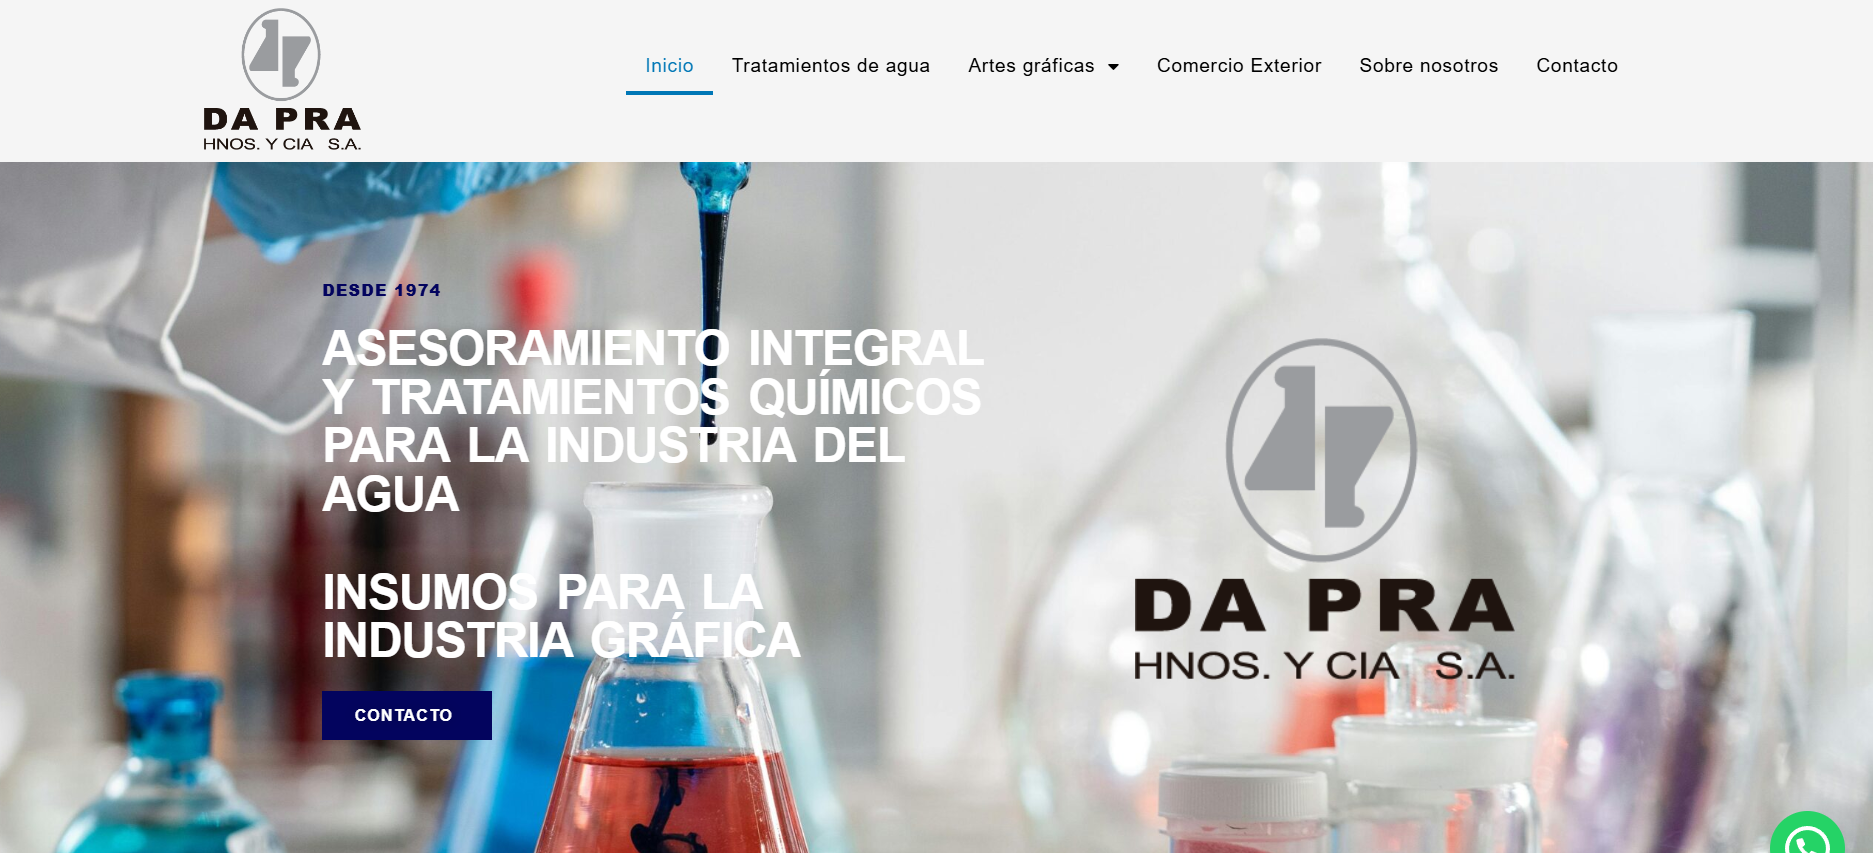 DA PRA
HNOS. Y CIA S.A.
Inicio
Tratamientos de agua
Artes gráficas
Comercio Exterior
Sobre nosotros
Contacto
DESDE 1974
ASESORAMIENTO INTEGRAL
Y TRATAMIENTOS QUÍMICOS
PARA LA INDUSTRIA DEL
AGUA
INSUMOS PARA LA
INDUSTRIA GRÁFICA
CONTACTO
DA PRA
HNOS. Y CIA S.A.